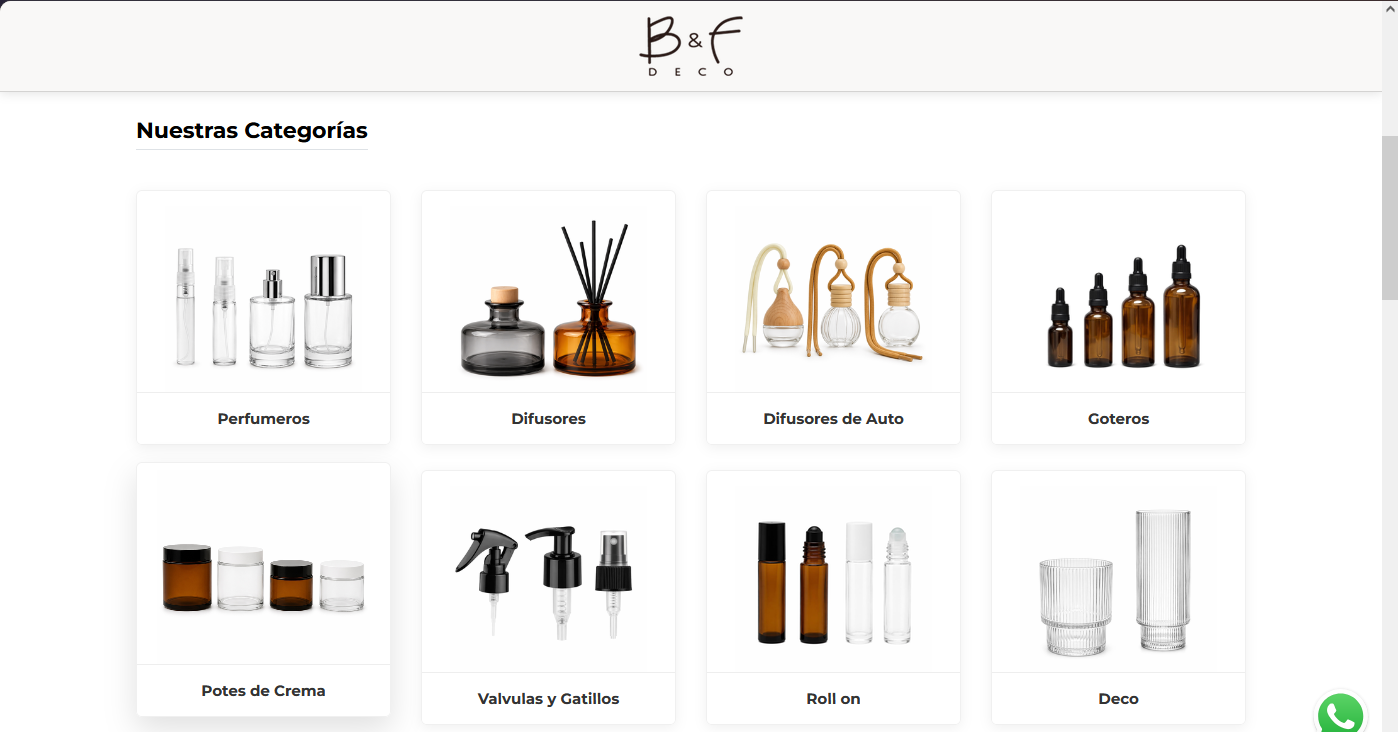 B & F
DECO
Nuestras Categorías
Perfumeros
Difusores
Difusores de Auto
Goteros
Potes de Crema
Valvulas y Gatillos
Roll on
Deco